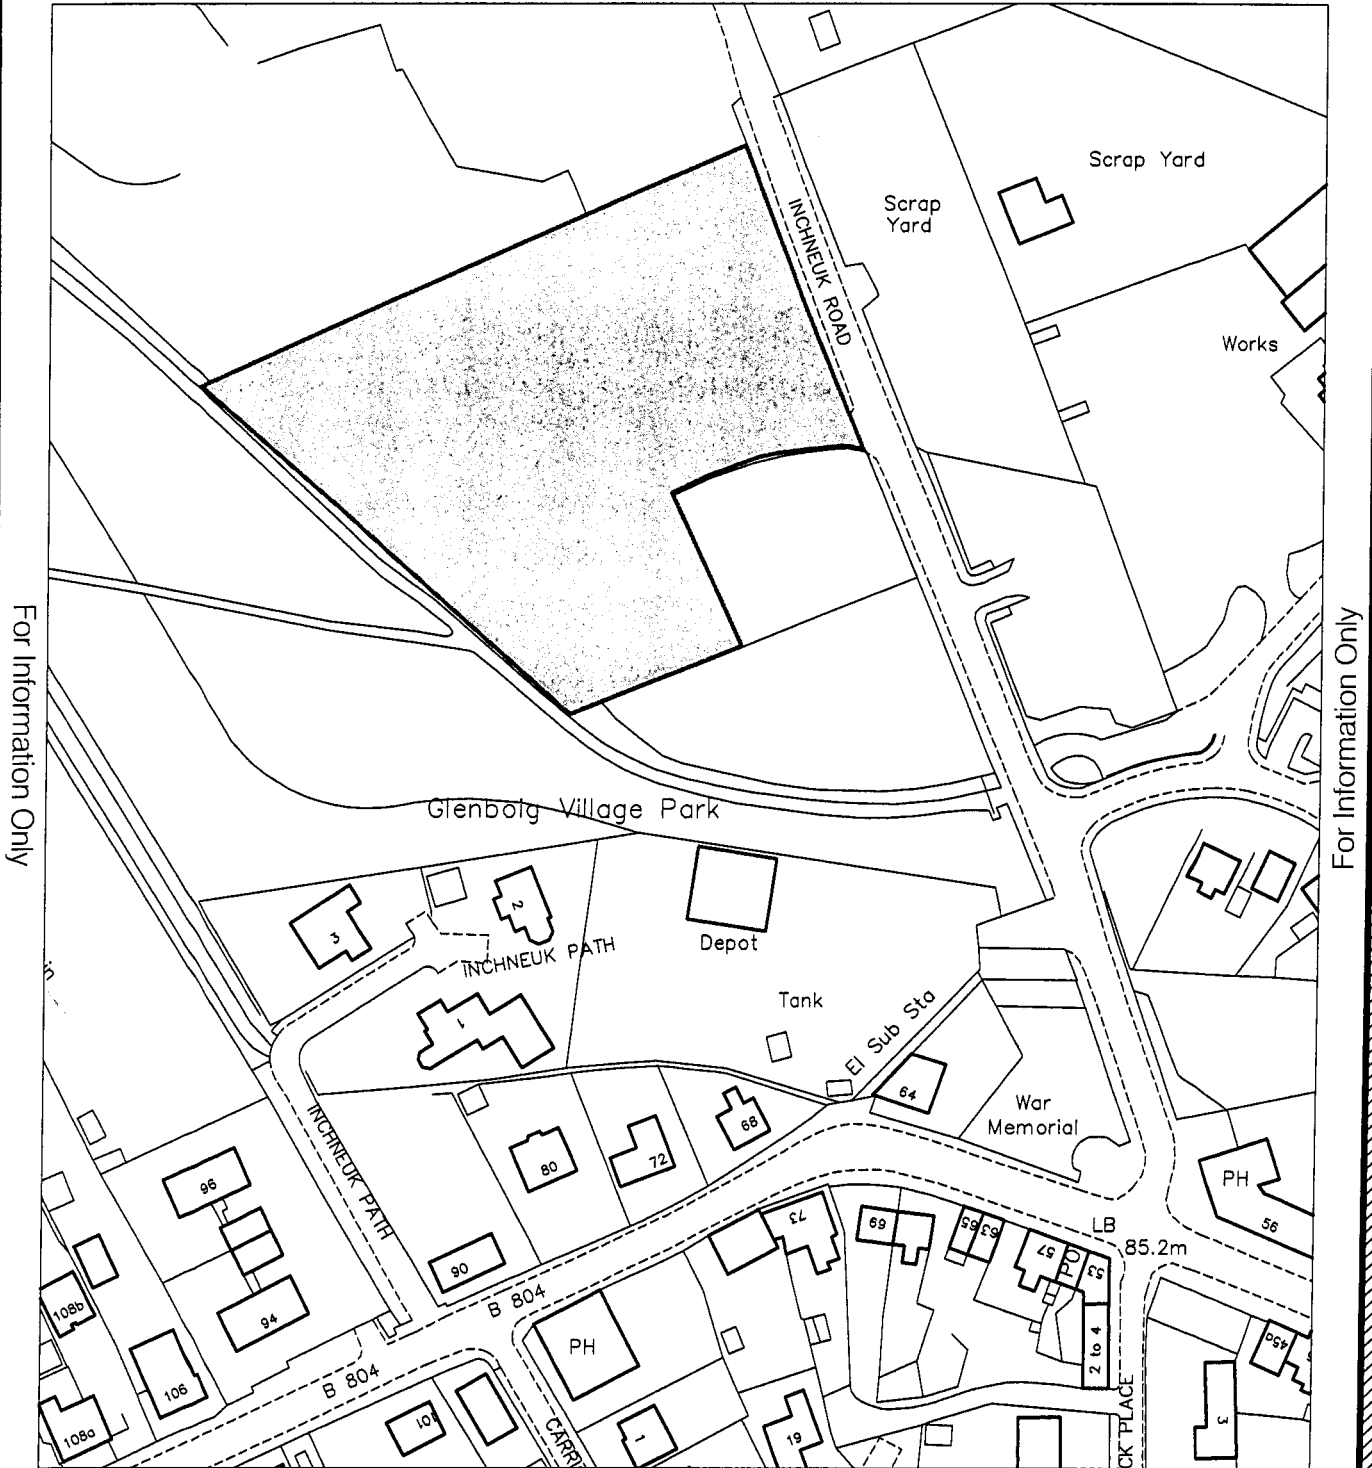 Scrap Yard
Scrap
Yard
INCHNEUK ROAD
Works
For Information Only
For Information Only
Glenboig Village Park
3
2
INCHNEUK PATH
Depot
1
Tank
El Sub Sta
64
War
Memorial
INCHNEUK PATH
80
72
68
96
PH
56
73
69
65
63
LB
85.2m
57
PO
53
90
B 804
108b
94
PH
2 to 4
45a
106
B 804
101
108a
CARRI
1
19
CK PLACE
3